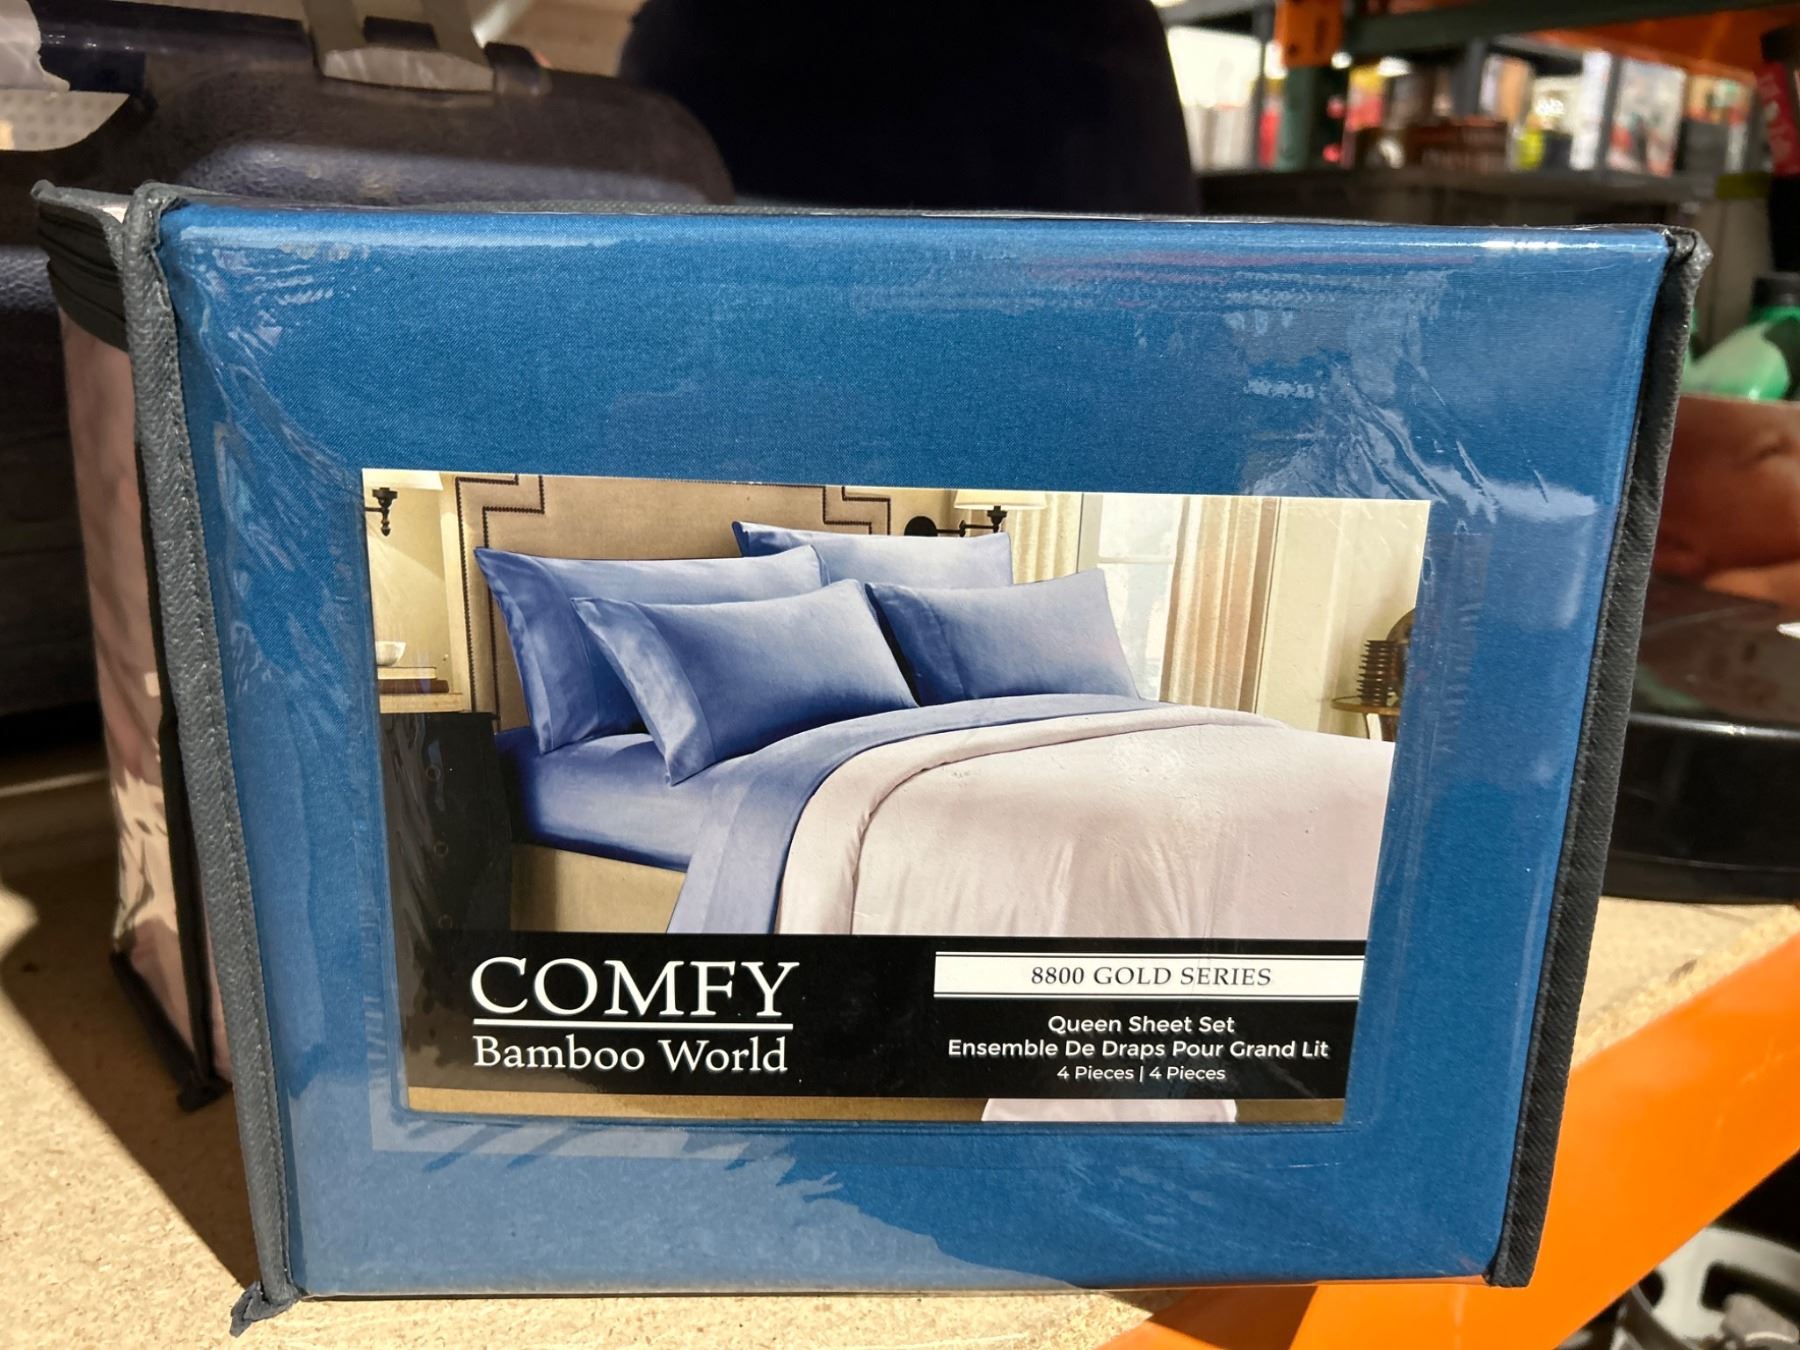 COMFY
Bamboo World
8800 GOLD SERIES
Queen Sheet Set
Ensemble De Draps Pour Grand Lit
4 Pieces | 4 Pieces